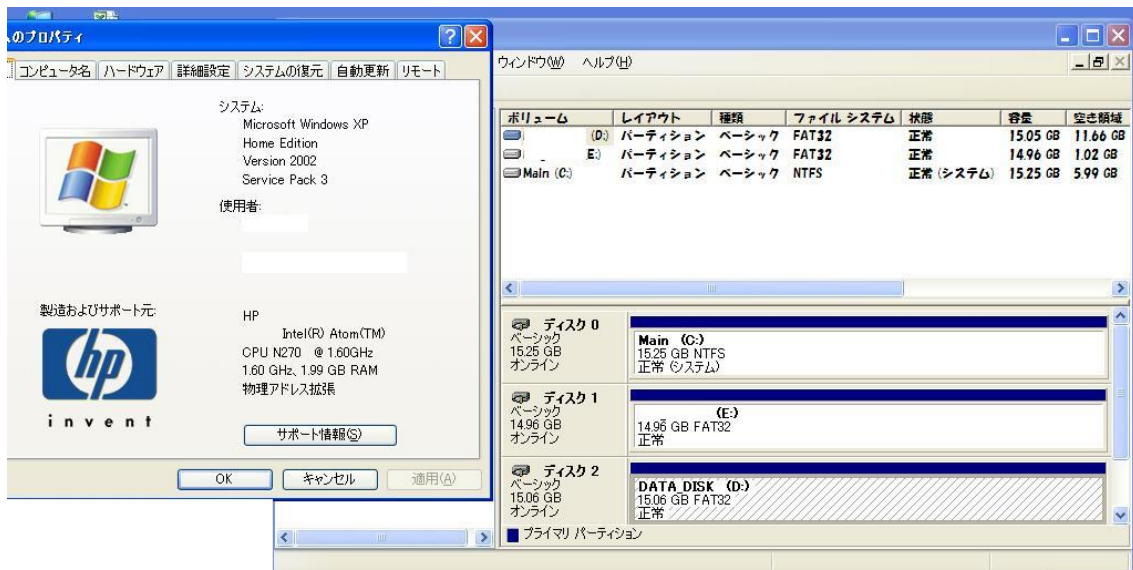 のプロパティ
コンピュータ名 ハードウェア 詳細設定 システムの復元 自動更新 リモート
システム:
Microsoft Windows XP
Home Edition
Version 2002
Service Pack 3
使用者:
製造およびサポート元:
hp
invent
HP
Intel(R) Atom(TM)
CPU N270 @ 1.60GHz
1.60 GHz、1.99 GB RAM
物理アドレス拡張
サポート情報(S)
OK キャンセル 適用(A)
ウィンドウ(W) ヘルプ(H)
ボリューム レイアウト 種類 ファイル システム 状態 容量 空き領域
(D:) パーティション ベーシック FAT32 正常 15.05 GB 11.66 GB
E:) パーティション ベーシック FAT32 正常 14.96 GB 1.02 GB
Main (C:) パーティション ベーシック NTFS 正常 (システム) 15.25 GB 5.99 GB
ディスク 0
ベーシック
15.25 GB
オンライン
Main (C:)
15.25 GB NTFS
正常 (システム)
ディスク 1
ベーシック
14.96 GB
オンライン
(E:)
14.96 GB FAT32
正常
ディスク 2
ベーシック
15.06 GB
オンライン
DATA_DISK (D:)
15.06 GB FAT32
正常
プライマリ パーティション